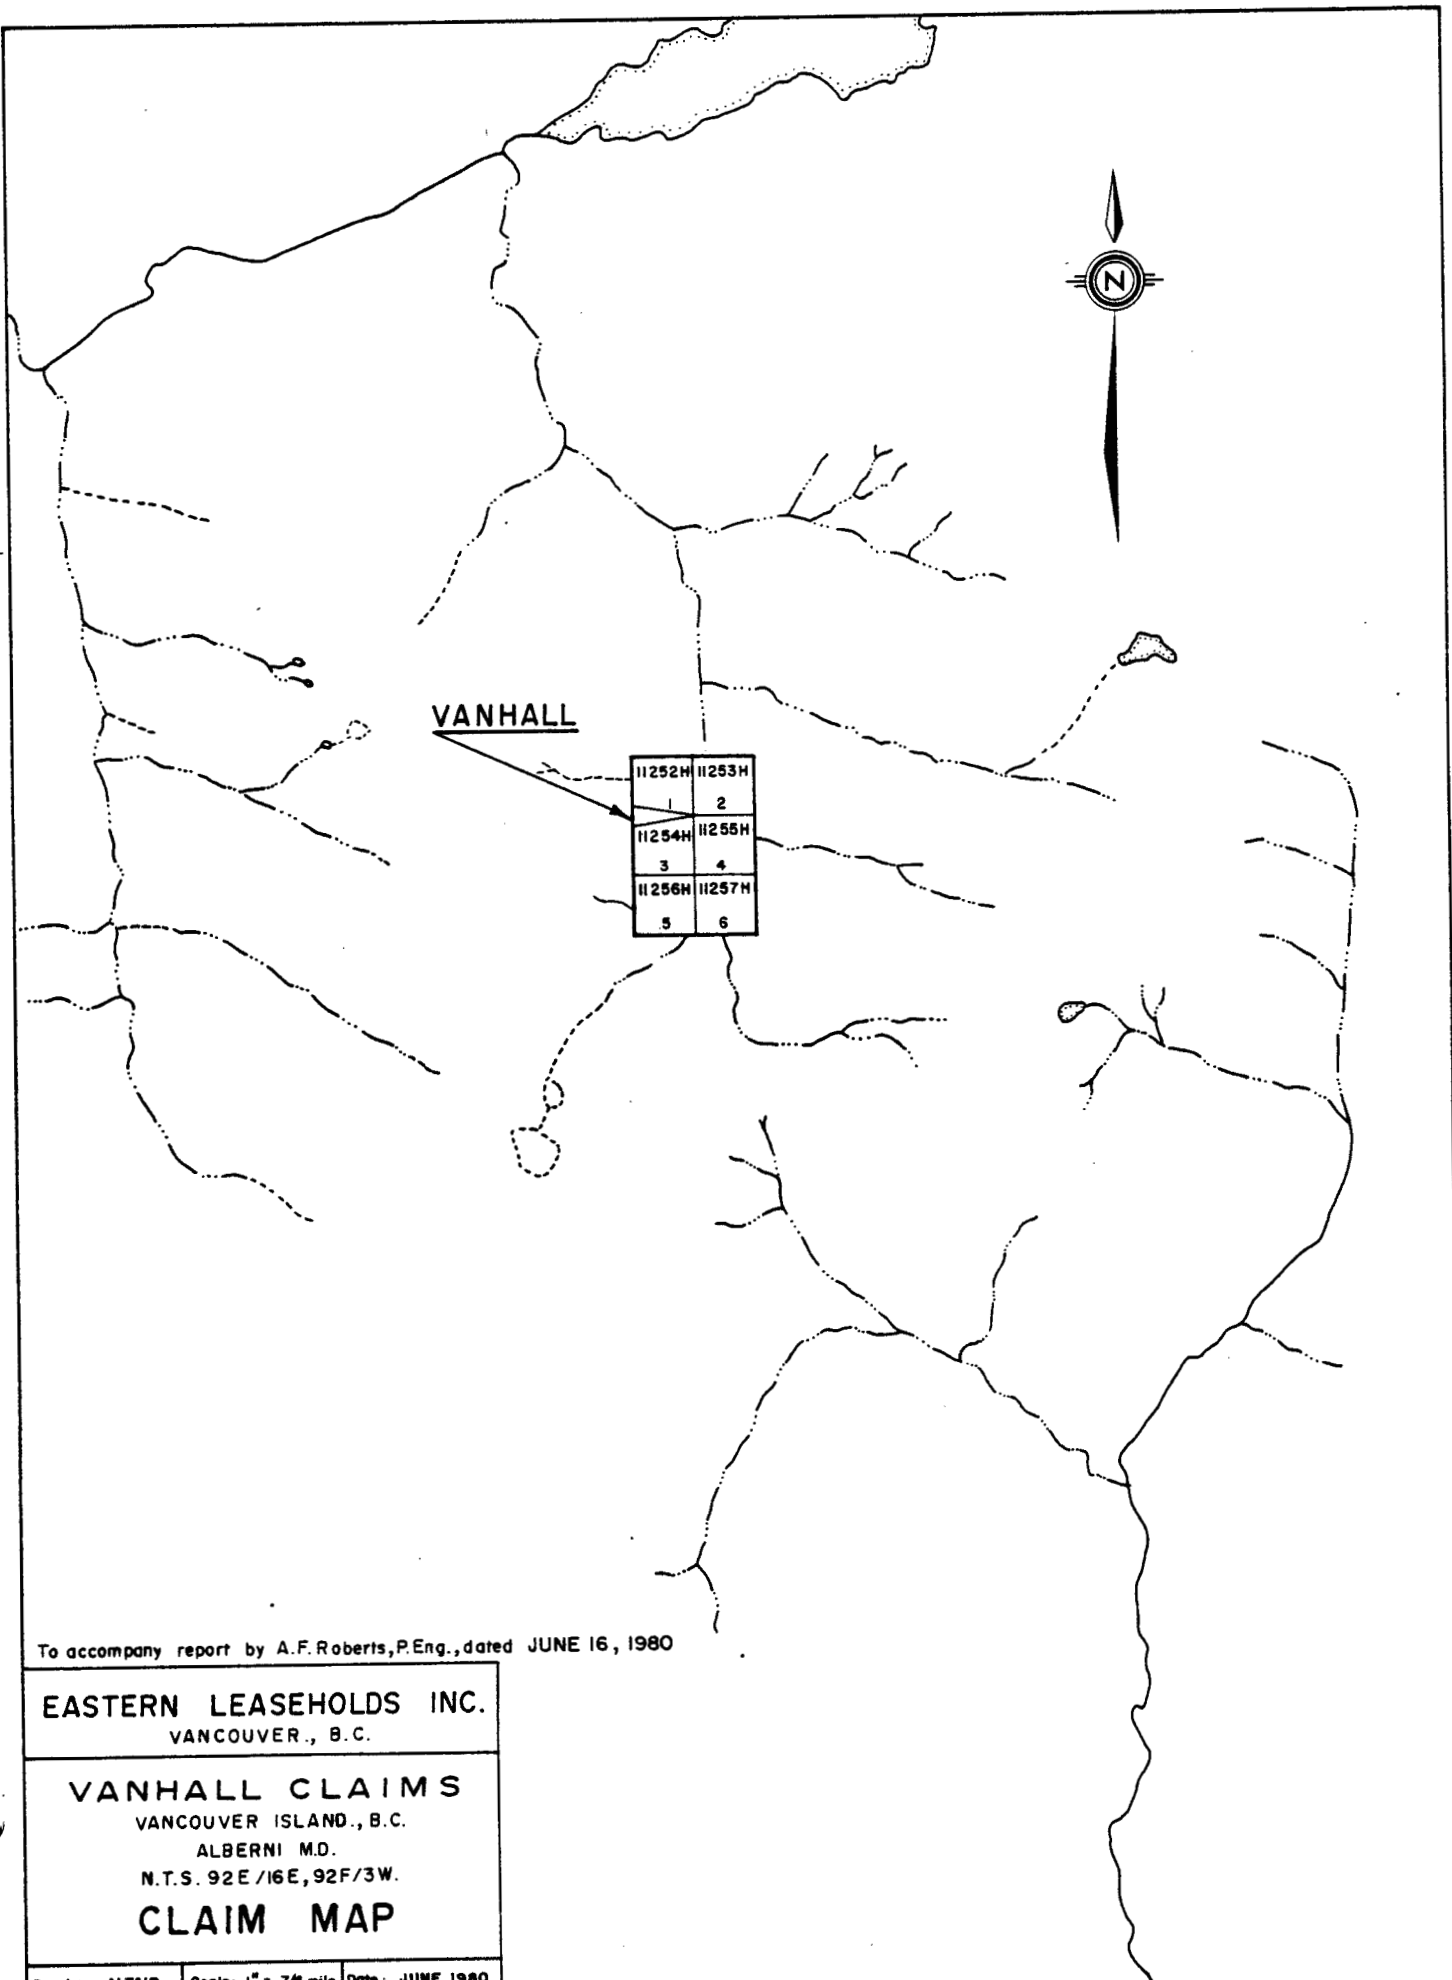 N
VANHALL
11252H 11253H
1 2
11254H 11255H
3 4
11256H 11257H
5 6
To accompany report by A.F. Roberts, P.Eng., dated JUNE 16, 1980
EASTERN LEASEHOLDS INC.
VANCOUVER., B.C.
VANHALL CLAIMS
VANCOUVER ISLAND., B.C.
ALBERNI M.D.
N.T.S. 92E/16E, 92F/3W.
CLAIM MAP
Date: JUNE 1980